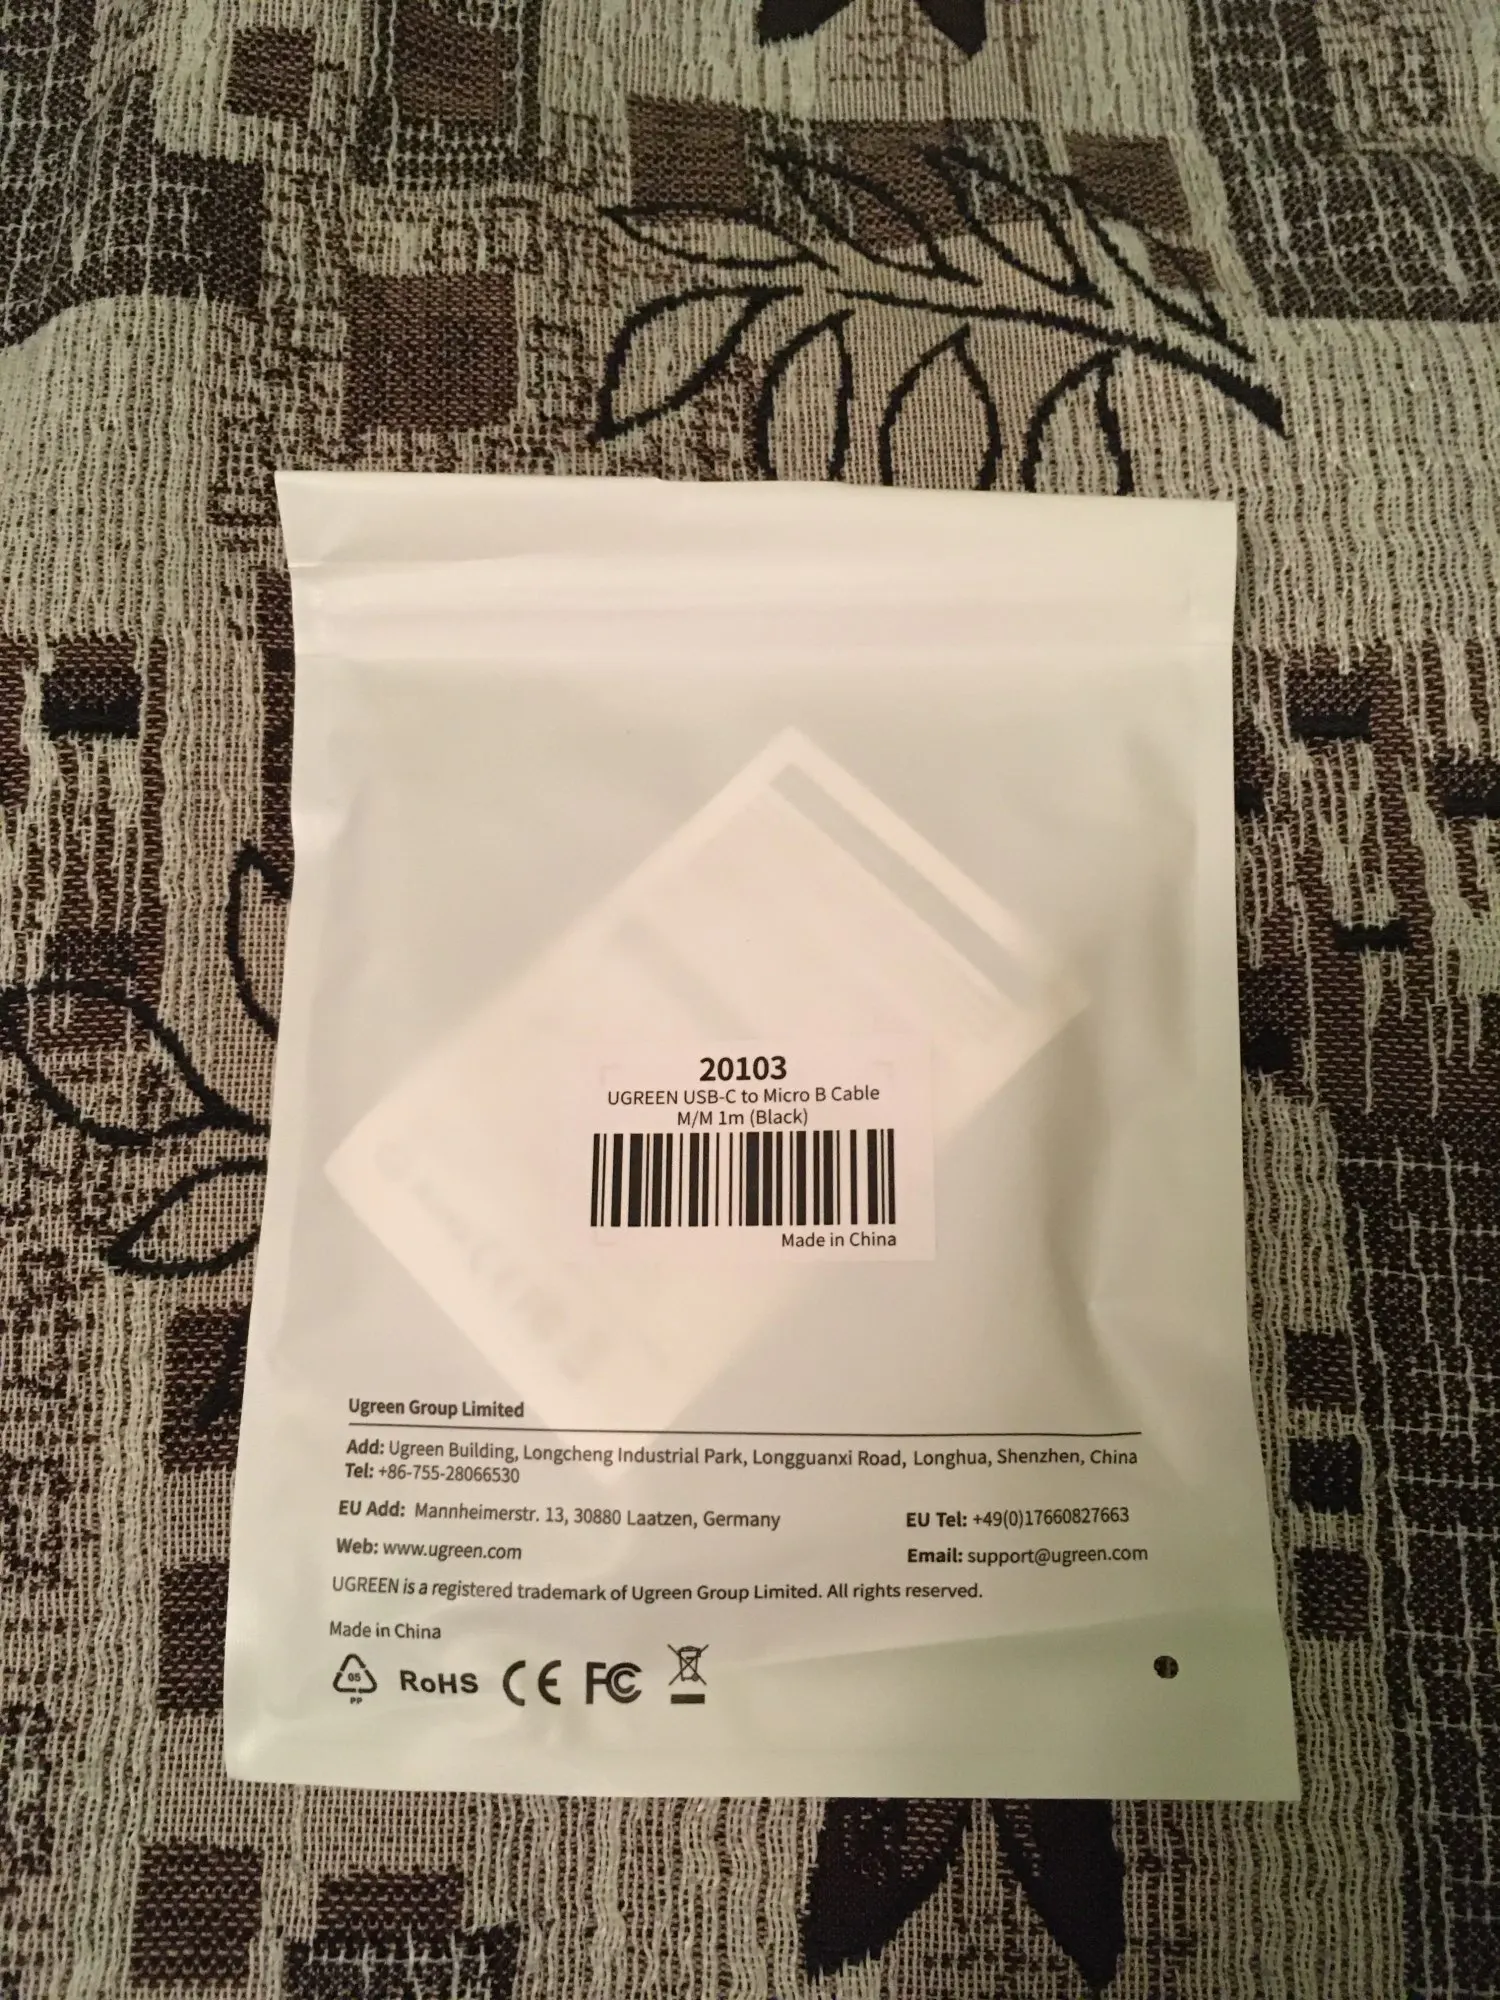 20103
UGREEN USB-C to Micro B Cable
M/M 1m (Black)
Made in China
Ugreen Group Limited
Add: Ugreen Building, Longcheng Industrial Park, Longguanxi Road, Longhua, Shenzhen, China
Tel: +86-755-28066530
EU Add: Mannheimerstr. 13, 30880 Laatzen, Germany
EU Tel: +49(0)17660827663
Web: www.ugreen.com
Email: support@ugreen.com
UGREEN is a registered trademark of Ugreen Group Limited. All rights reserved.
Made in China
05
PP
RoHS CE FC